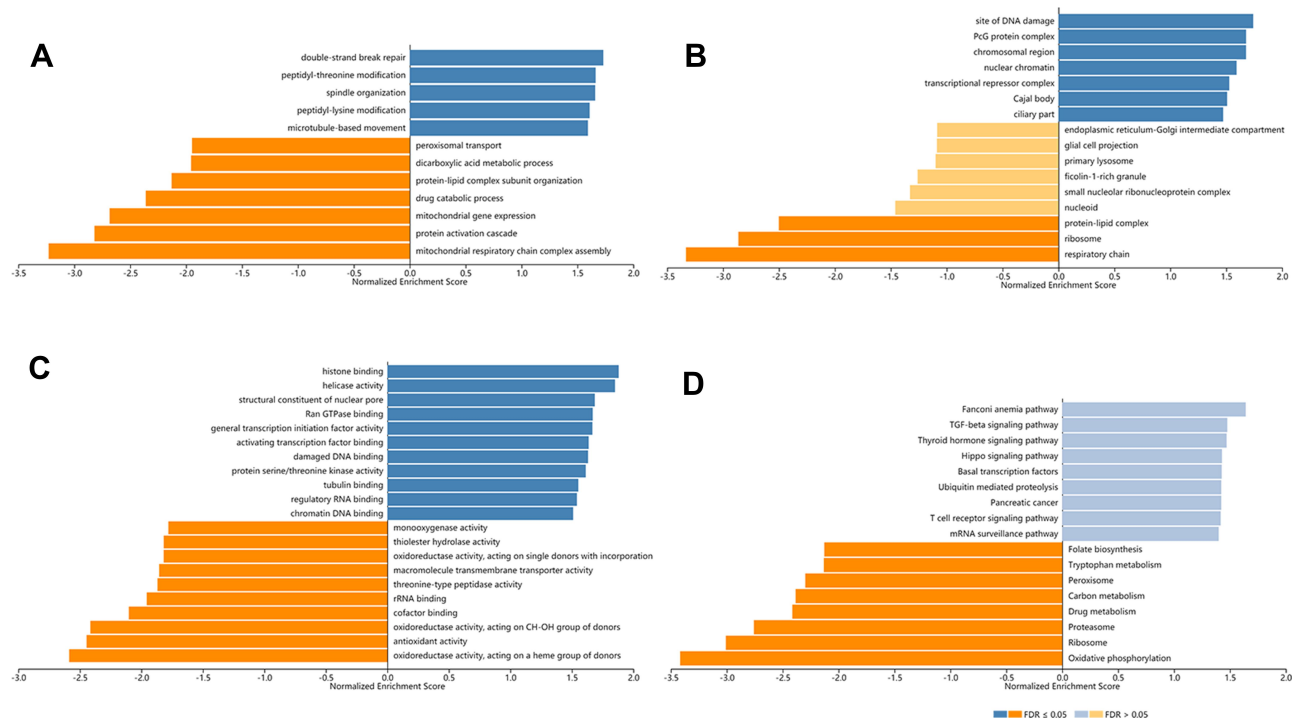 A
double-strand break repair
peptidyl-threonine modification
spindle organization
peptidyl-lysine modification
microtubule-based movement
peroxisomal transport
dicarboxylic acid metabolic process
protein-lipid complex subunit organization
drug catabolic process
mitochondrial gene expression
protein activation cascade
mitochondrial respiratory chain complex assembly
-3.5 -3.0 -2.5 -2.0 -1.5 -1.0 -0.5 0.0 0.5 1.0 1.5 2.0
Normalized Enrichment Score
B
site of DNA damage
PcG protein complex
chromosomal region
nuclear chromatin
transcriptional repressor complex
Cajal body
ciliary part
endoplasmic reticulum-Golgi intermediate compartment
glial cell projection
primary lysosome
ficolin-1-rich granule
small nucleolar ribonucleoprotein complex
nucleoid
protein-lipid complex
ribosome
respiratory chain
-3.5 -3.0 -2.5 -2.0 -1.5 -1.0 -0.5 0.0 0.5 1.0 1.5 2.0
Normalized Enrichment Score
C
histone binding
helicase activity
structural constituent of nuclear pore
Ran GTPase binding
general transcription initiation factor activity
activating transcription factor binding
damaged DNA binding
protein serine/threonine kinase activity
tubulin binding
regulatory RNA binding
chromatin DNA binding
monooxygenase activity
thiolester hydrolase activity
oxidoreductase activity, acting on single donors with incorporation
macromolecule transmembrane transporter activity
threonine-type peptidase activity
rRNA binding
cofactor binding
oxidoreductase activity, acting on CH-OH group of donors
antioxidant activity
oxidoreductase activity, acting on a heme group of donors
-3.0 -2.5 -2.0 -1.5 -1.0 -0.5 0.0 0.5 1.0 1.5 2.0
Normalized Enrichment Score
D
Fanconi anemia pathway
TGF-beta signaling pathway
Thyroid hormone signaling pathway
Hippo signaling pathway
Basal transcription factors
Ubiquitin mediated proteolysis
Pancreatic cancer
T cell receptor signaling pathway
mRNA surveillance pathway
Folate biosynthesis
Tryptophan metabolism
Peroxisome
Carbon metabolism
Drug metabolism
Proteasome
Ribosome
Oxidative phosphorylation
-3.5 -3.0 -2.5 -2.0 -1.5 -1.0 -0.5 0.0 0.5 1.0 1.5 2.0
Normalized Enrichment Score
FDR ≤ 0.05 FDR > 0.05